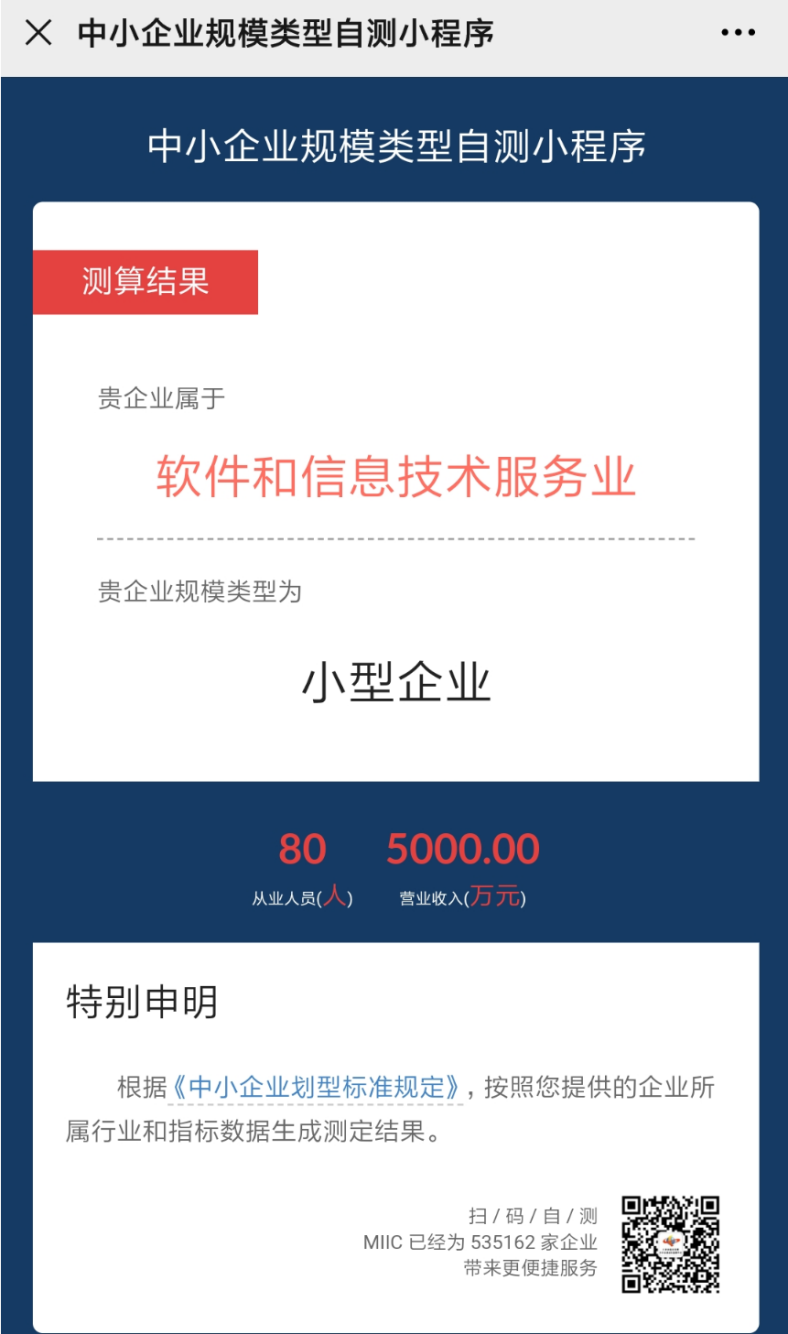 中小企业规模类型自测小程序
中小企业规模类型自测小程序
测算结果
贵企业属于
软件和信息技术服务业
贵企业规模类型为
小型企业
80 5000.00
从业人员(人) 营业收入(万元)
特别申明
根据《中小企业划型标准规定》，按照您提供的企业所
属行业和指标数据生成测定结果。
扫 / 码 / 自 / 测
MIIC 已经为 535162 家企业
带来更便捷服务